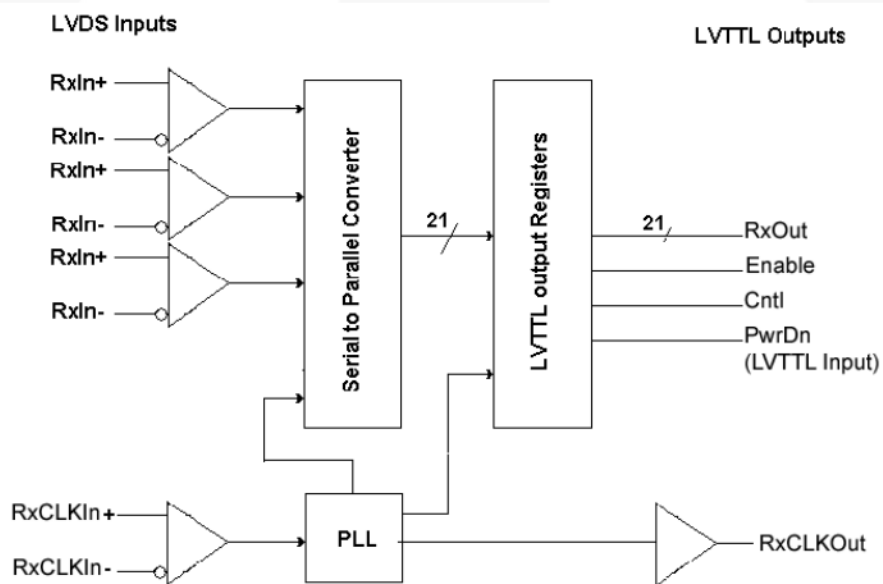 LVDS Inputs
LVTTL Outputs
RxIn+
RxIn-
RxIn+
RxIn-
RxIn+
RxIn-
Serial to Parallel Converter
21
LVTTL output Registers
21
RxOut
Enable
Cntl
PwrDn
(LVTTL Input)
RxCLKIn+
RxCLKIn-
PLL
RxCLKOut